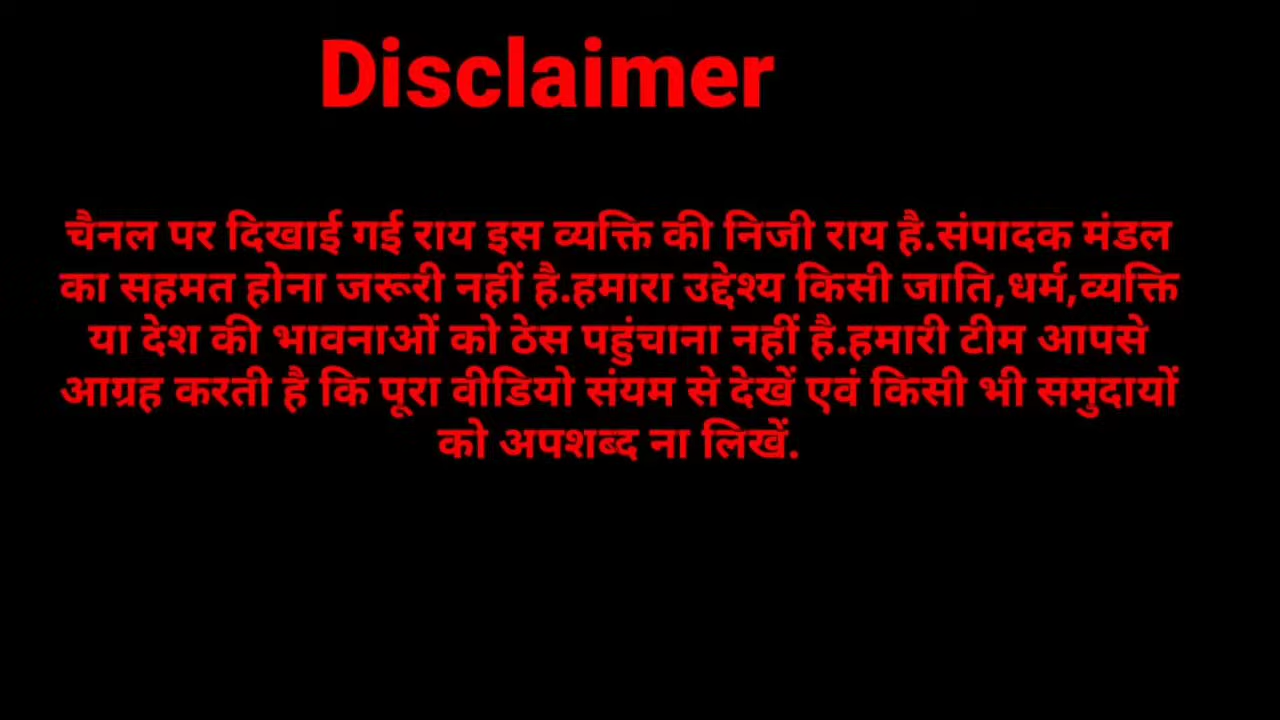 Disclaimer
चैनल पर दिखाई गई राय इस व्यक्ति की निजी राय है.संपादक मंडल
का सहमत होना जरूरी नहीं है.हमारा उद्देश्य किसी जाति,धर्म,व्यक्ति
या देश की भावनाओं को ठेस पहुंचाना नहीं है.हमारी टीम आपसे
आग्रह करती है कि पूरा वीडियो संयम से देखें एवं किसी भी समुदायों
को अपशब्द ना लिखें.